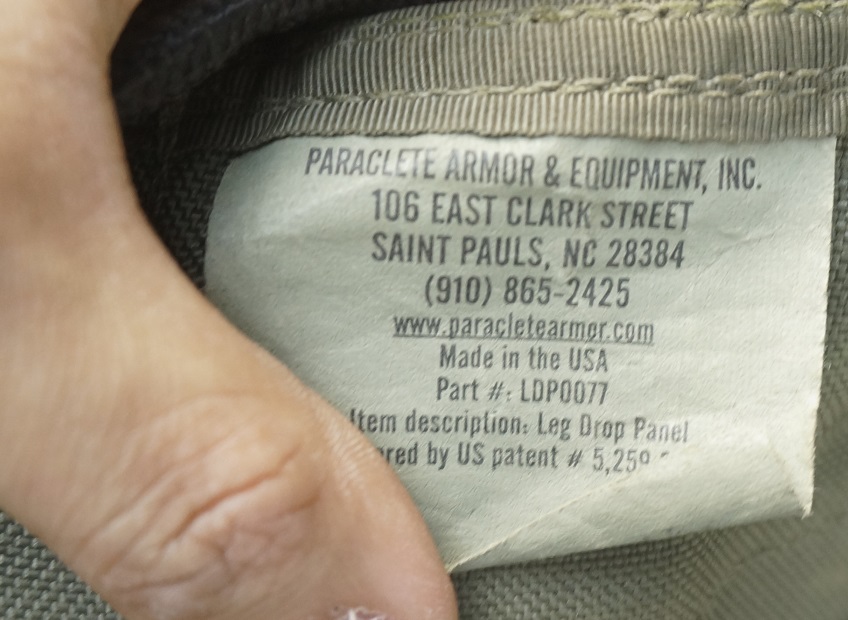 PARACLETE ARMOR & EQUIPMENT, INC.
106 EAST CLARK STREET
SAINT PAULS, NC 28384
(910) 865-2425
www.paracletearmor.com
Made in the USA
Part #: LDP0077
Item description: Leg Drop Panel
by US patent #